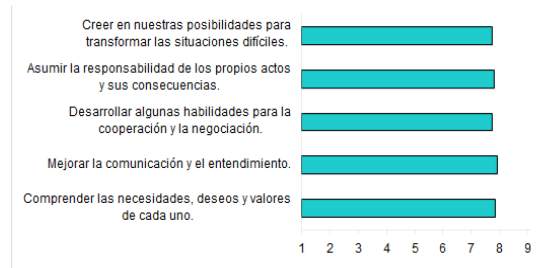 Creer en nuestras posibilidades para
transformar las situaciones difíciles.
Asumir la responsabilidad de los propios actos
y sus consecuencias.
Desarrollar algunas habilidades para la
cooperación y la negociación.
Mejorar la comunicación y el entendimiento.
Comprender las necesidades, deseos y valores
de cada uno.
1 2 3 4 5 6 7 8 9